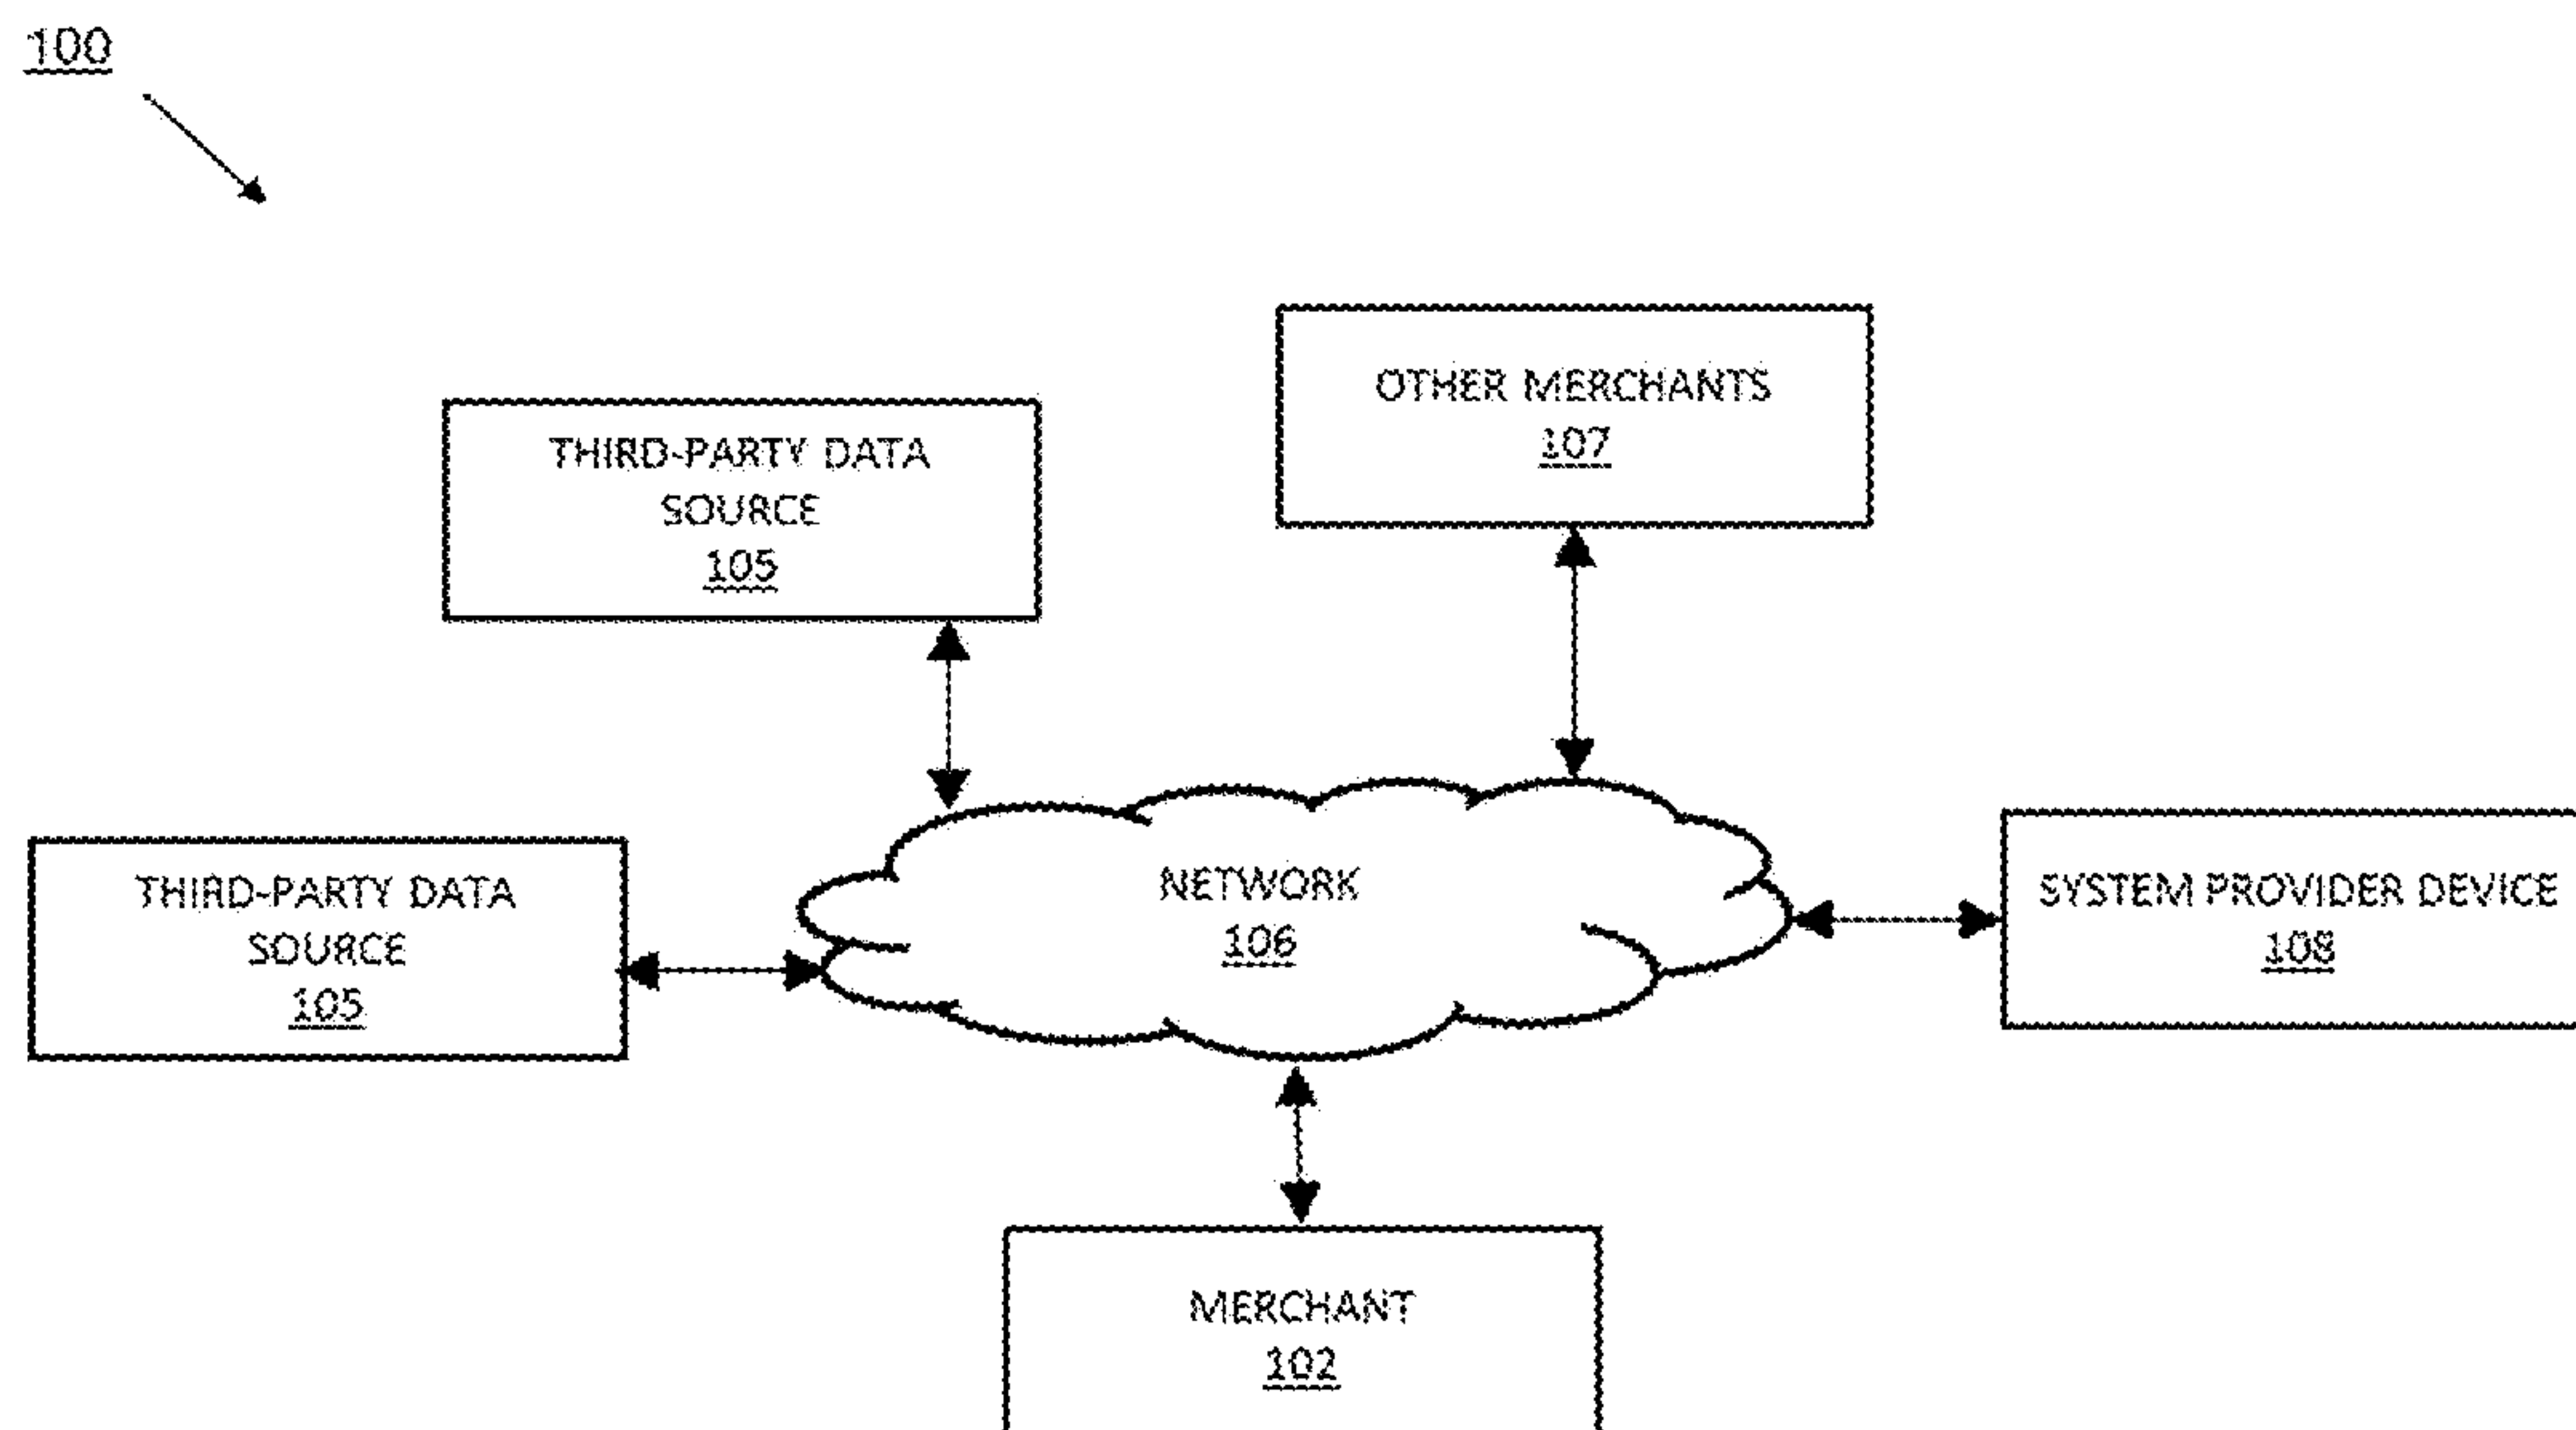 100
OTHER MERCHANTS
107
THIRD-PARTY DATA
SOURCE
105
THIRD-PARTY DATA
SOURCE
105
NETWORK
106
SYSTEM PROVIDER DEVICE
108
MERCHANT
102